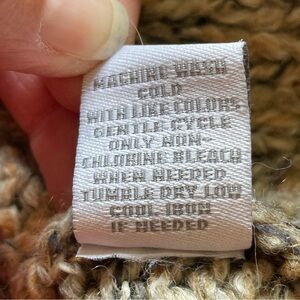 MACHINE WASH
COLD
WITH LIKE COLORS
GENTLE CYCLE
ONLY NON-
CHLORINE BLEACH
WHEN NEEDED
TUMBLE DRY LOW
COOL IRON
IF NEEDED